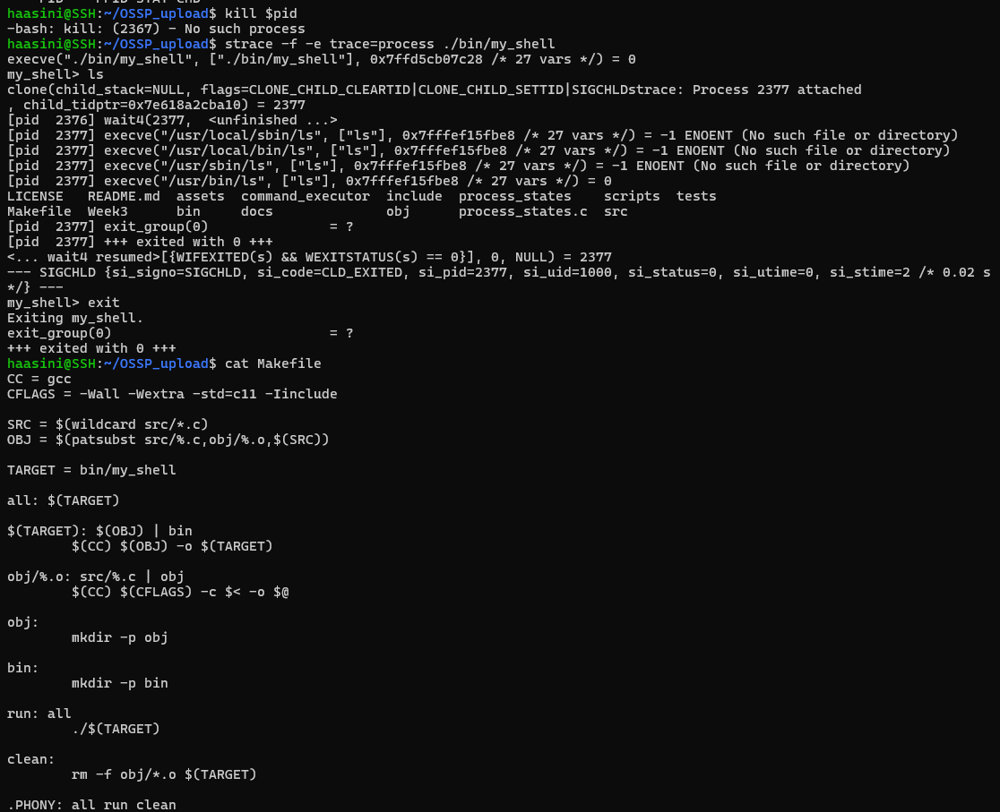 haasini@SSH:~/OSSP_upload$ kill $pid
-bash: kill: (2367) - No such process
haasini@SSH:~/OSSP_upload$ strace -f -e trace=process ./bin/my_shell
execve("./bin/my_shell", ["./bin/my_shell"], 0x7ffd5cb07c28 /* 27 vars */) = 0
my_shell> ls
clone(child_stack=NULL, flags=CLONE_CHILD_CLEARTID|CLONE_CHILD_SETTID|SIGCHLDstrace: Process 2377 attached
, child_tidptr=0x7e618a2cba10) = 2377
[pid  2376] wait4(2377,  <unfinished ...>
[pid  2377] execve("/usr/local/sbin/ls", ["ls"], 0x7fffef15fbe8 /* 27 vars */) = -1 ENOENT (No such file or directory)
[pid  2377] execve("/usr/local/bin/ls", ["ls"], 0x7fffef15fbe8 /* 27 vars */) = -1 ENOENT (No such file or directory)
[pid  2377] execve("/usr/sbin/ls", ["ls"], 0x7fffef15fbe8 /* 27 vars */) = -1 ENOENT (No such file or directory)
[pid  2377] execve("/usr/bin/ls", ["ls"], 0x7fffef15fbe8 /* 27 vars */) = 0
LICENSE   README.md  assets  command_executor  include  process_states    scripts  tests
Makefile  Week3      bin     docs              obj      process_states.c  src
[pid  2377] exit_group(0)               = ?
[pid  2377] +++ exited with 0 +++
<... wait4 resumed>[{WIFEXITED(s) && WEXITSTATUS(s) == 0}], 0, NULL) = 2377
--- SIGCHLD {si_signo=SIGCHLD, si_code=CLD_EXITED, si_pid=2377, si_uid=1000, si_status=0, si_utime=0, si_stime=2 /* 0.02 s
*/} ---
my_shell> exit
Exiting my_shell.
exit_group(0)                           = ?
+++ exited with 0 +++
haasini@SSH:~/OSSP_upload$ cat Makefile
CC = gcc
CFLAGS = -Wall -Wextra -std=c11 -Iinclude

SRC = $(wildcard src/*.c)
OBJ = $(patsubst src/%.c,obj/%.o,$(SRC))

TARGET = bin/my_shell

all: $(TARGET)

$(TARGET): $(OBJ) | bin
        $(CC) $(OBJ) -o $(TARGET)

obj/%.o: src/%.c | obj
        $(CC) $(CFLAGS) -c $< -o $@

obj:
        mkdir -p obj

bin:
        mkdir -p bin

run: all
        ./$(TARGET)

clean:
        rm -f obj/*.o $(TARGET)

.PHONY: all run clean